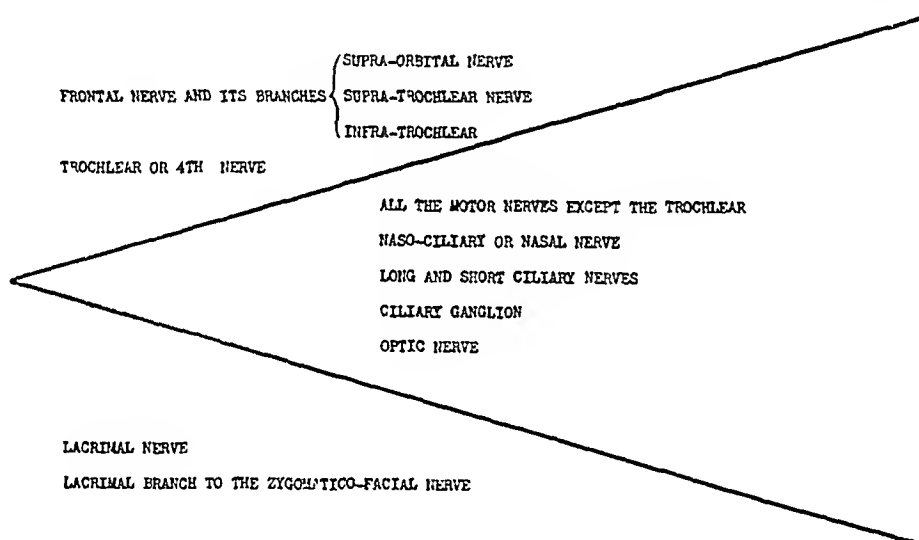 SUPRA-ORBITAL NERVE
FRONTAL NERVE AND ITS BRANCHES SUPRA-TROCHLEAR NERVE
INFRA-TROCHLEAR
TROCHLEAR OR 4TH NERVE
ALL THE MOTOR NERVES EXCEPT THE TROCHLEAR
NASO-CILIARY OR NASAL NERVE
LONG AND SHORT CILIARY NERVES
CILIARY GANGLION
OPTIC NERVE
LACRIMAL NERVE
LACRIMAL BRANCH TO THE ZYGOMATICO-FACIAL NERVE